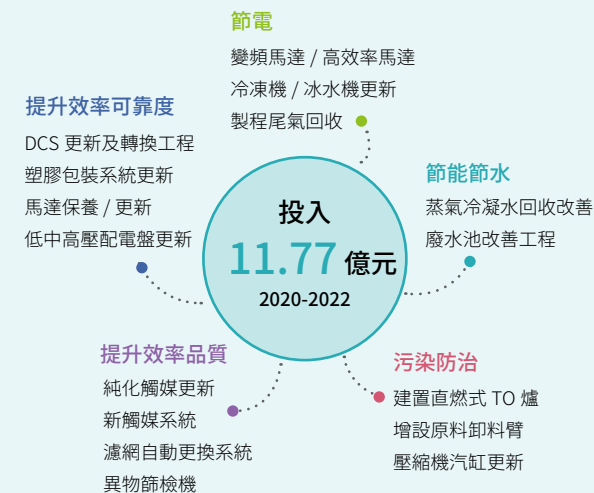 節電
變頻馬達 / 高效率馬達
冷凍機 / 冰水機更新
製程尾氣回收
提升效率可靠度
DCS 更新及轉換工程
塑膠包裝系統更新
馬達保養 / 更新
低中高壓配電盤更新
節能節水
蒸氣冷凝水回收改善
廢水池改善工程
投入
11.77 億元
2020-2022
提升效率品質
純化觸媒更新
新觸媒系統
濾網自動更換系統
異物篩檢機
污染防治
建置直燃式 TO 爐
增設原料卸料臂
壓縮機汽缸更新